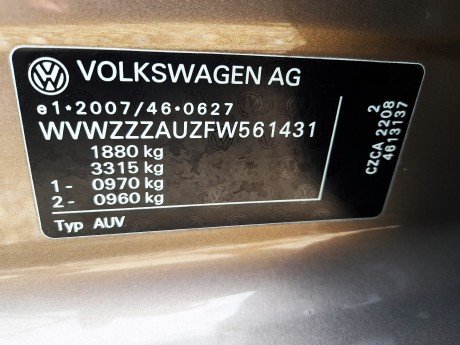 VOLKSWAGEN AG
e1*2007/46*0627
WVWZZZAUZFW561431
1880 kg
3315 kg
1- 0970 kg
2- 0960 kg
Typ AUV
2
CZCA 2208
4613137